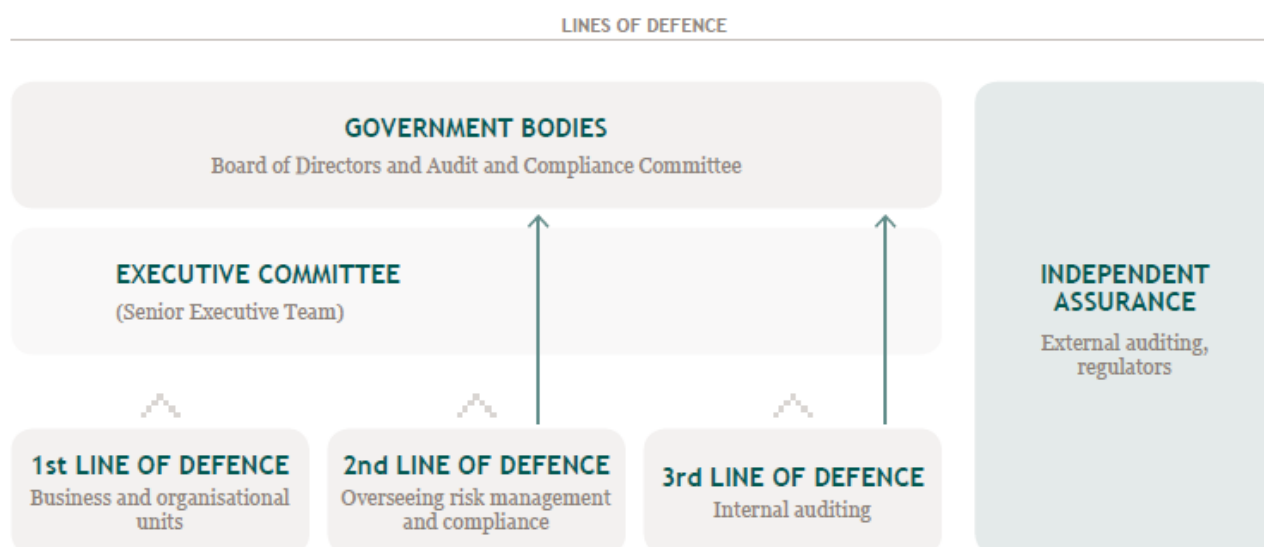 LINES OF DEFENCE
GOVERNMENT BODIES
Board of Directors and Audit and Compliance Committee
EXECUTIVE COMMITTEE
(Senior Executive Team)
INDEPENDENT
ASSURANCE
External auditing,
regulators
1st LINE OF DEFENCE
Business and organisational
units
2nd LINE OF DEFENCE
Overseeing risk management
and compliance
3rd LINE OF DEFENCE
Internal auditing